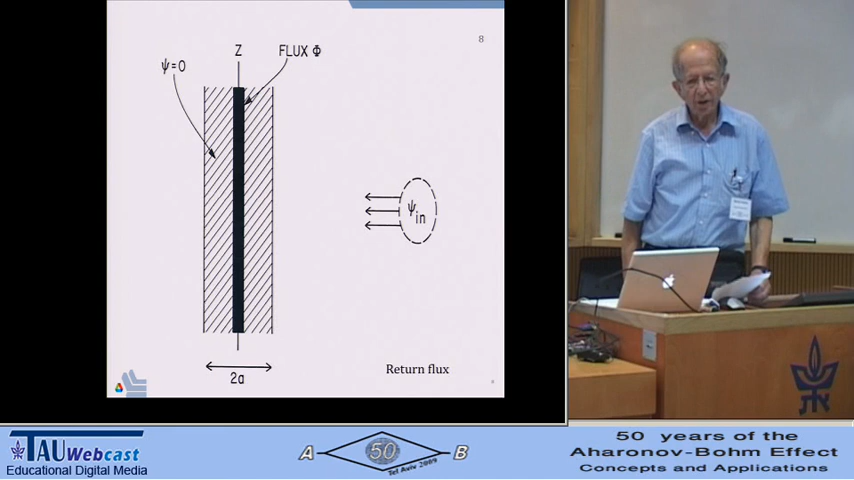 8
Z
FLUX Φ
ψ=0
ψin
Return flux
2a
TAU Webcast
Educational Digital Media
A 50 B
Tel Aviv 2009
50 years of the
Aharonov-Bohm Effect
Concepts and Applications